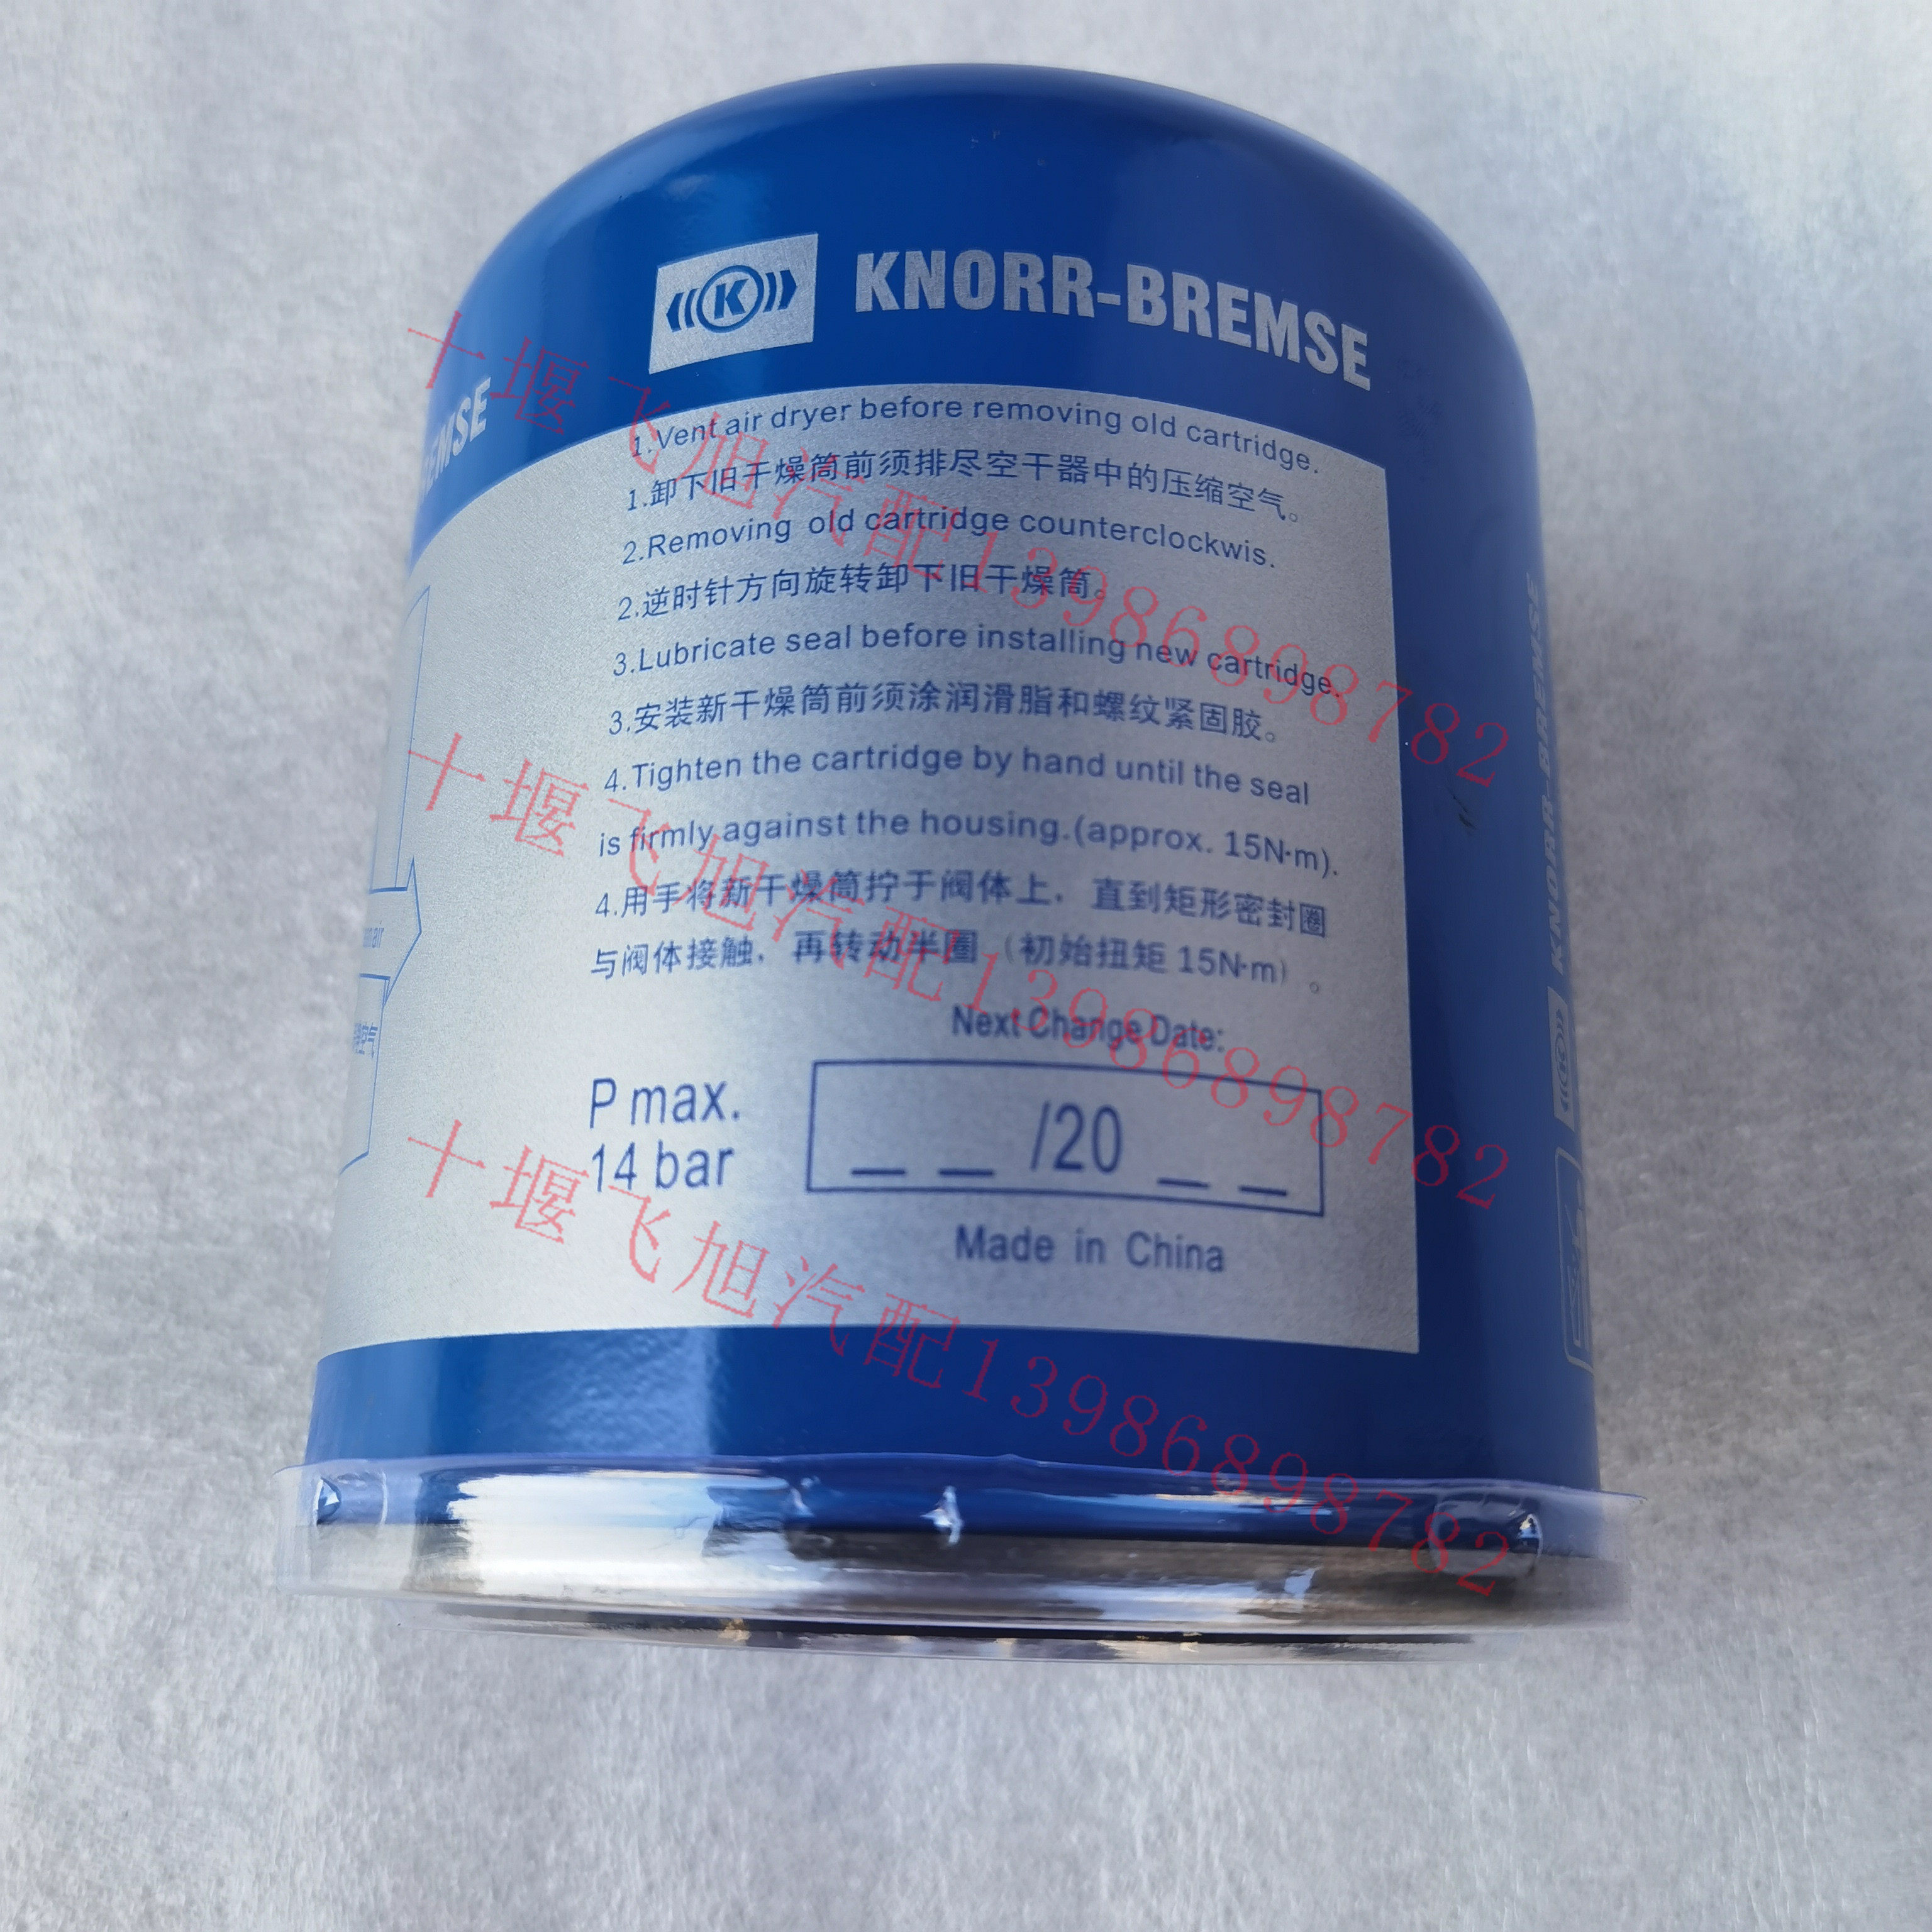 K
KNORR-BREMSE
EMSE
1.Vent air dryer before removing old cartridge.
1.卸下旧干燥筒前须排尽空干器中的压缩空气。
2.Removing old cartridge counterclockwis.
2.逆时针方向旋转卸下旧干燥筒。
3.Lubricate seal before installing new cartridge.
3.安装新干燥筒前须涂润滑脂和螺纹紧固胶。
4.Tighten the cartridge by hand until the seal
is firmly against the housing.(approx. 15N·m).
4.用手将新干燥筒拧于阀体上，直到矩形密封圈
与阀体接触，再转动半圈（初始扭矩 15N·m）。
air
空气
Next Change Date:
P max.
14 bar
_ _ /20 _ _
Made in China
KNORR-BREMSE
十堰飞旭汽配13986898782
十堰飞旭汽配13986898782
十堰飞旭汽配13986898782